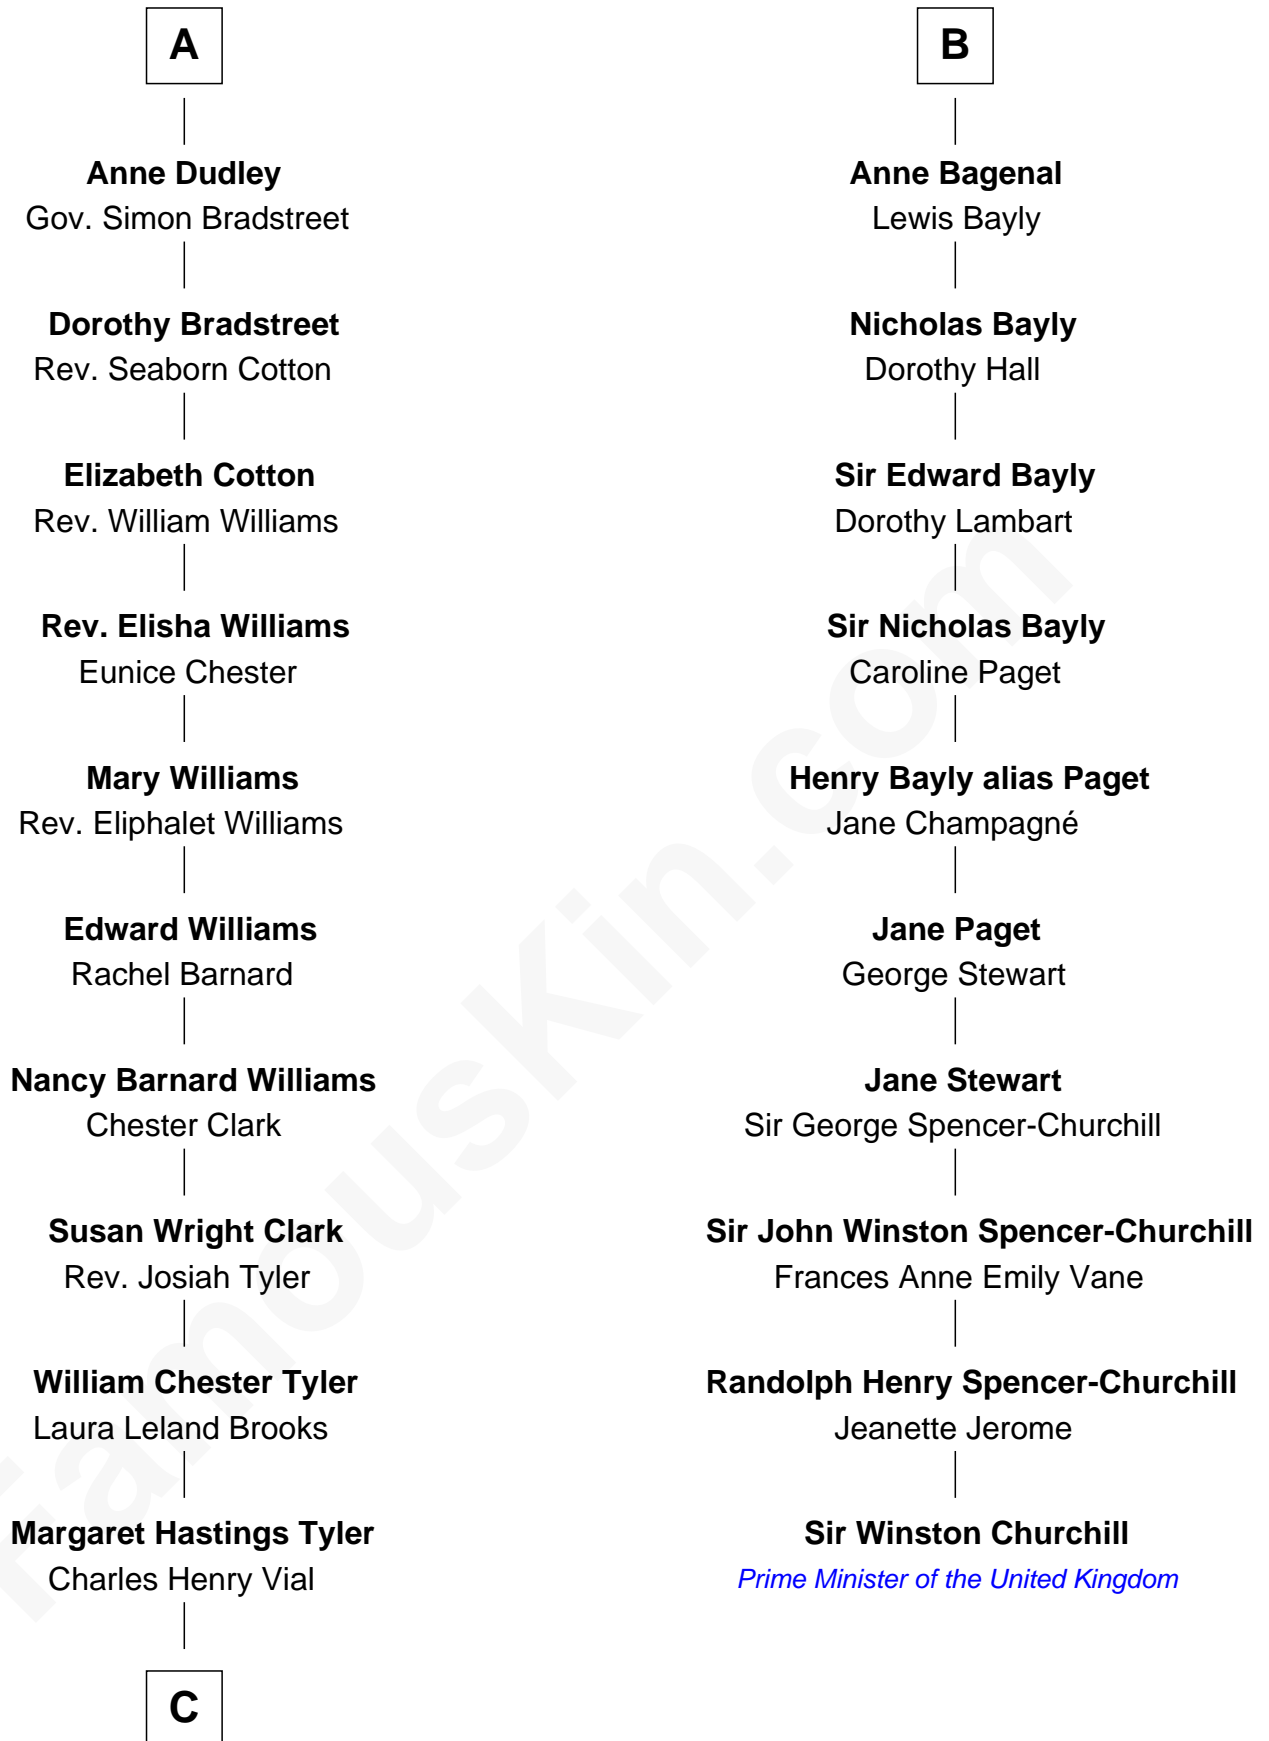 A
Anne Dudley
Gov. Simon Bradstreet
Dorothy Bradstreet
Rev. Seaborn Cotton
Elizabeth Cotton
Rev. William Williams
Rev. Elisha Williams
Eunice Chester
Mary Williams
Rev. Eliphalet Williams
Edward Williams
Rachel Barnard
Nancy Barnard Williams
Chester Clark
Susan Wright Clark
Rev. Josiah Tyler
William Chester Tyler
Laura Leland Brooks
Margaret Hastings Tyler
Charles Henry Vial
C
B
Anne Bagenal
Lewis Bayly
Nicholas Bayly
Dorothy Hall
Sir Edward Bayly
Dorothy Lambart
Sir Nicholas Bayly
Caroline Paget
Henry Bayly alias Paget
Jane Champagné
Jane Paget
George Stewart
Jane Stewart
Sir George Spencer-Churchill
Sir John Winston Spencer-Churchill
Frances Anne Emily Vane
Randolph Henry Spencer-Churchill
Jeanette Jerome
Sir Winston Churchill
Prime Minister of the United Kingdom
FamousKin.com